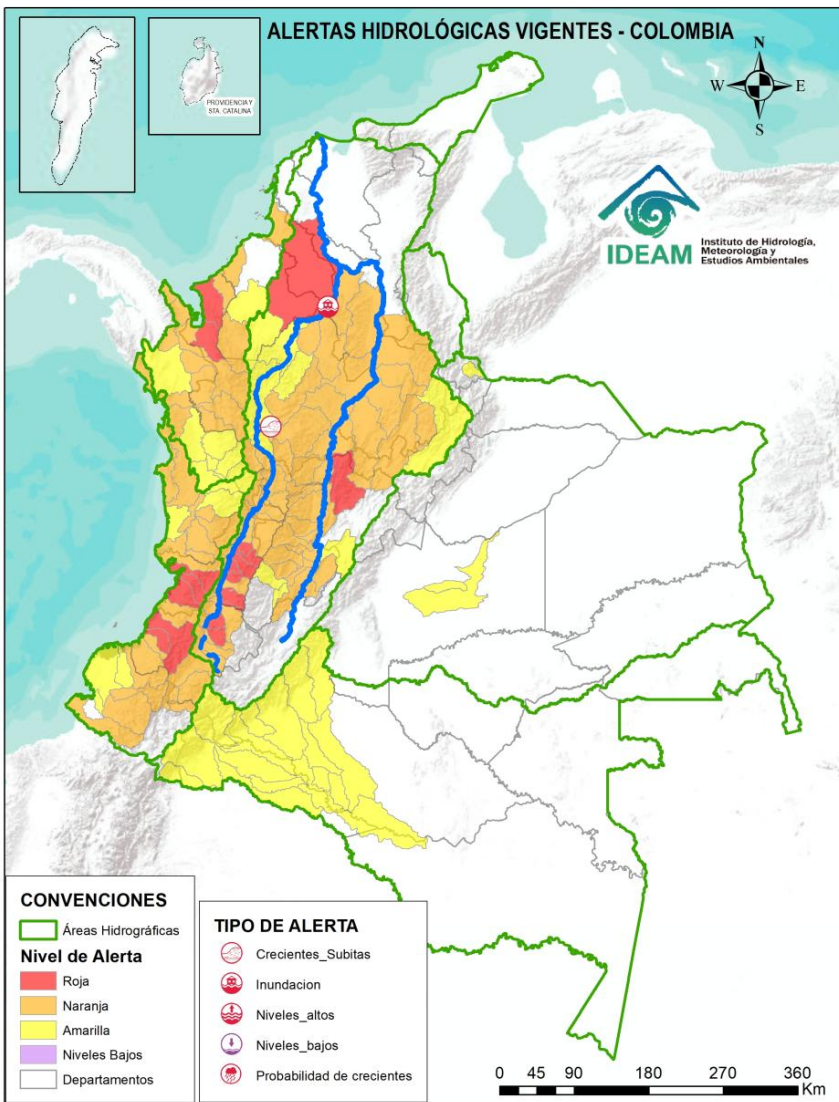 ALERTAS HIDROLÓGICAS VIGENTES - COLOMBIA
PROVIDENCIA Y
STA. CATALINA
N
W
E
S
IDEAM
Instituto de Hidrología,
Meteorología y
Estudios Ambientales
CONVENCIONES
Áreas Hidrográficas
Nivel de Alerta
Roja
Naranja
Amarilla
Niveles Bajos
Departamentos
TIPO DE ALERTA
Crecientes_Subitas
Inundacion
Niveles_altos
Niveles_bajos
Probabilidad de crecientes
0 45 90 180 270 360
Km